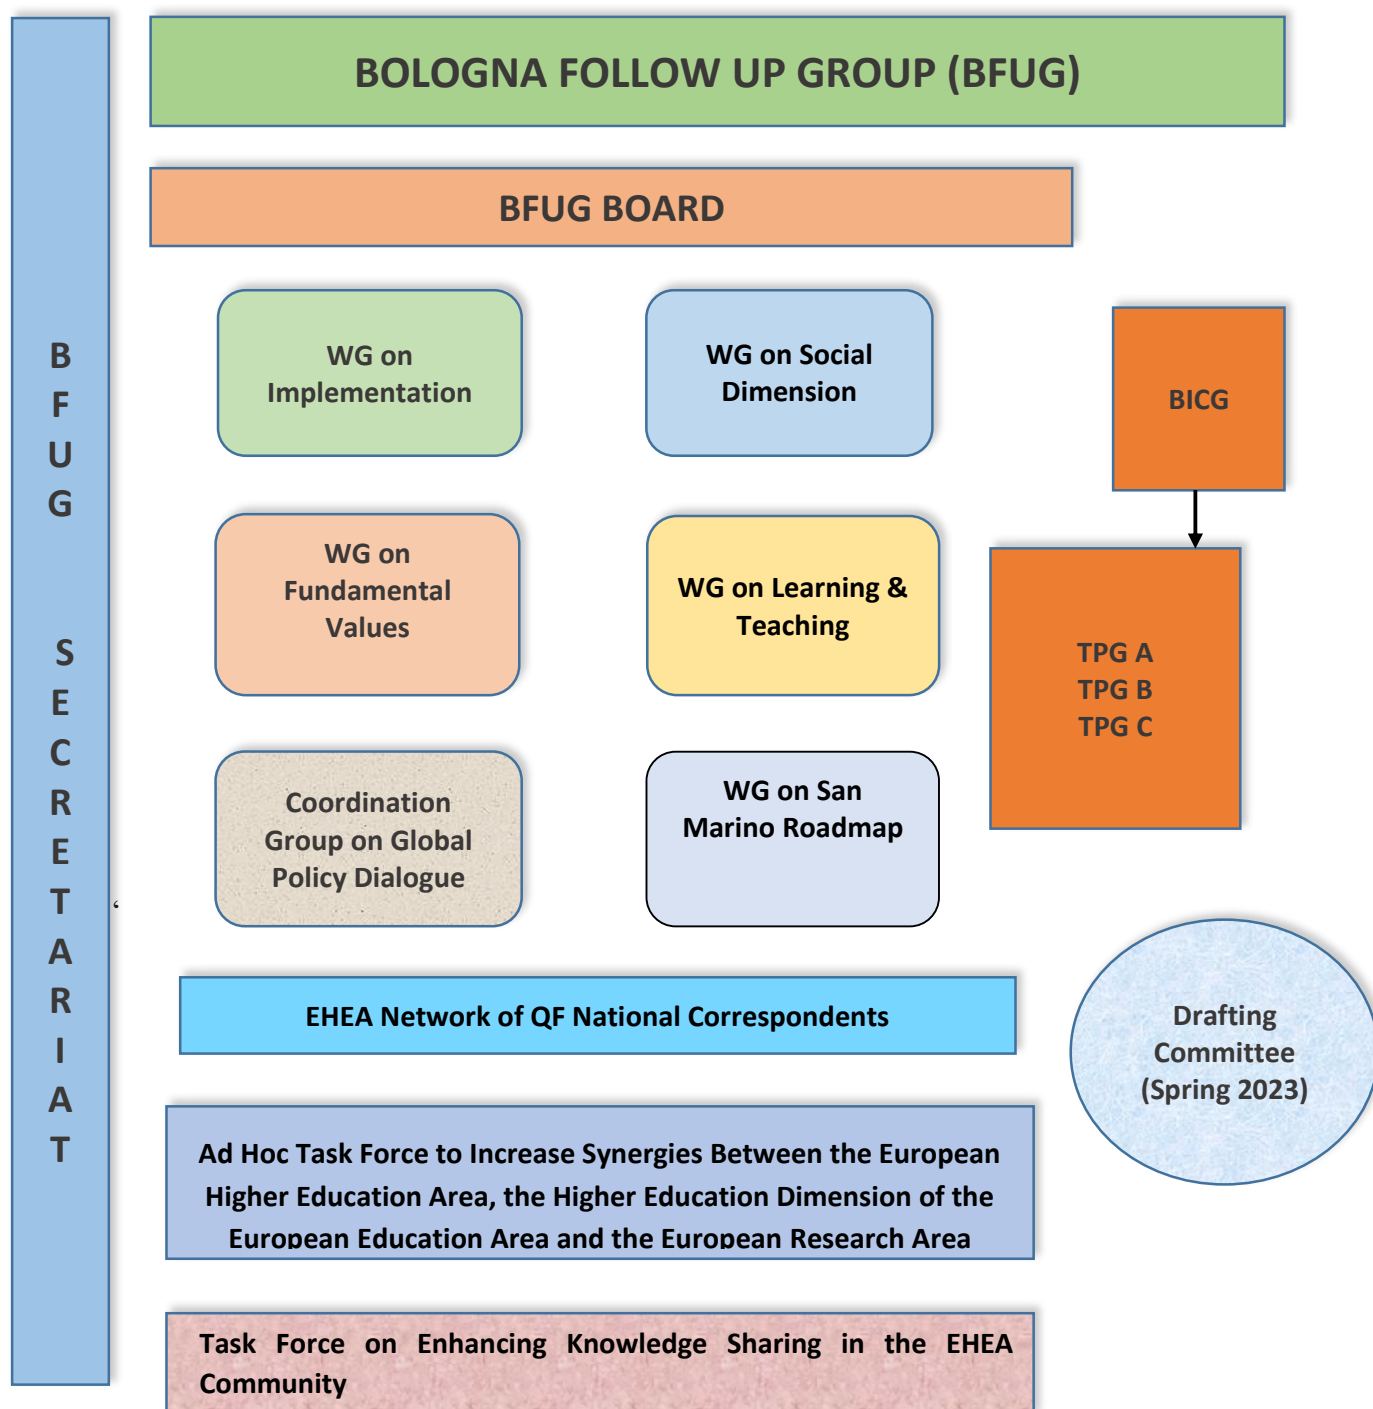 BOLOGNA FOLLOW UP GROUP (BFUG)
BFUG BOARD
B
F
U
G
S
E
C
R
E
T
A
R
I
A
T
WG on
Implementation
WG on Social
Dimension
BICG
WG on
Fundamental
Values
WG on Learning &
Teaching
TPG A
TPG B
TPG C
Coordination
Group on Global
Policy Dialogue
WG on San
Marino Roadmap
‘
EHEA Network of QF National Correspondents
Drafting
Committee
(Spring 2023)
Ad Hoc Task Force to Increase Synergies Between the European
Higher Education Area, the Higher Education Dimension of the
European Education Area and the European Research Area
Task Force on Enhancing Knowledge Sharing in the EHEA
Community